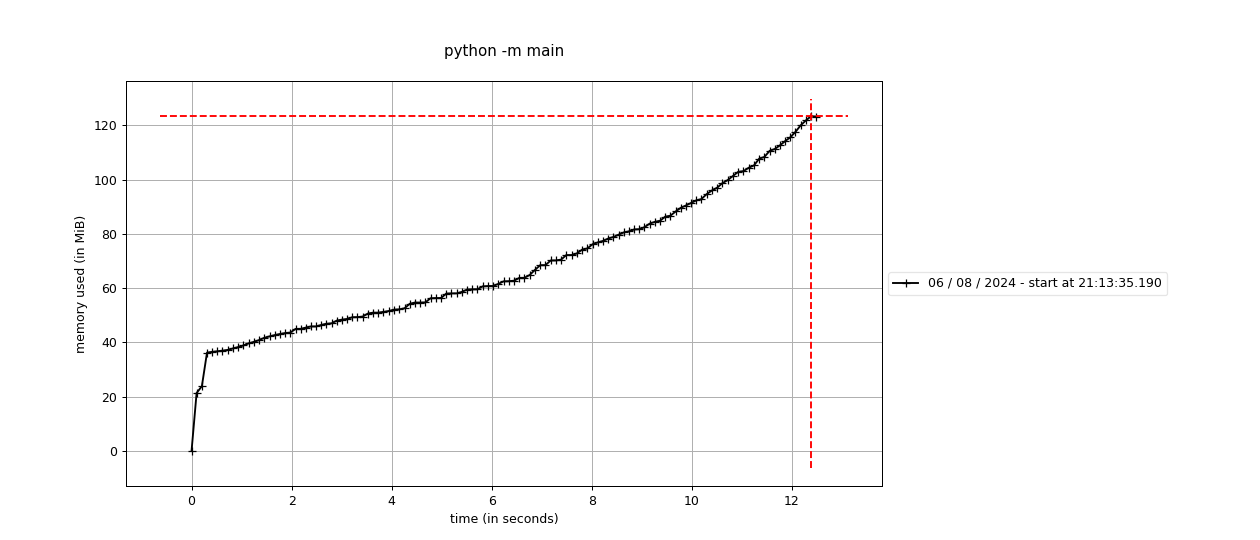 python -m main
120
100
80
60
40
20
0
memory used (in MiB)
0 2 4 6 8 10 12
time (in seconds)
06 / 08 / 2024 - start at 21:13:35.190